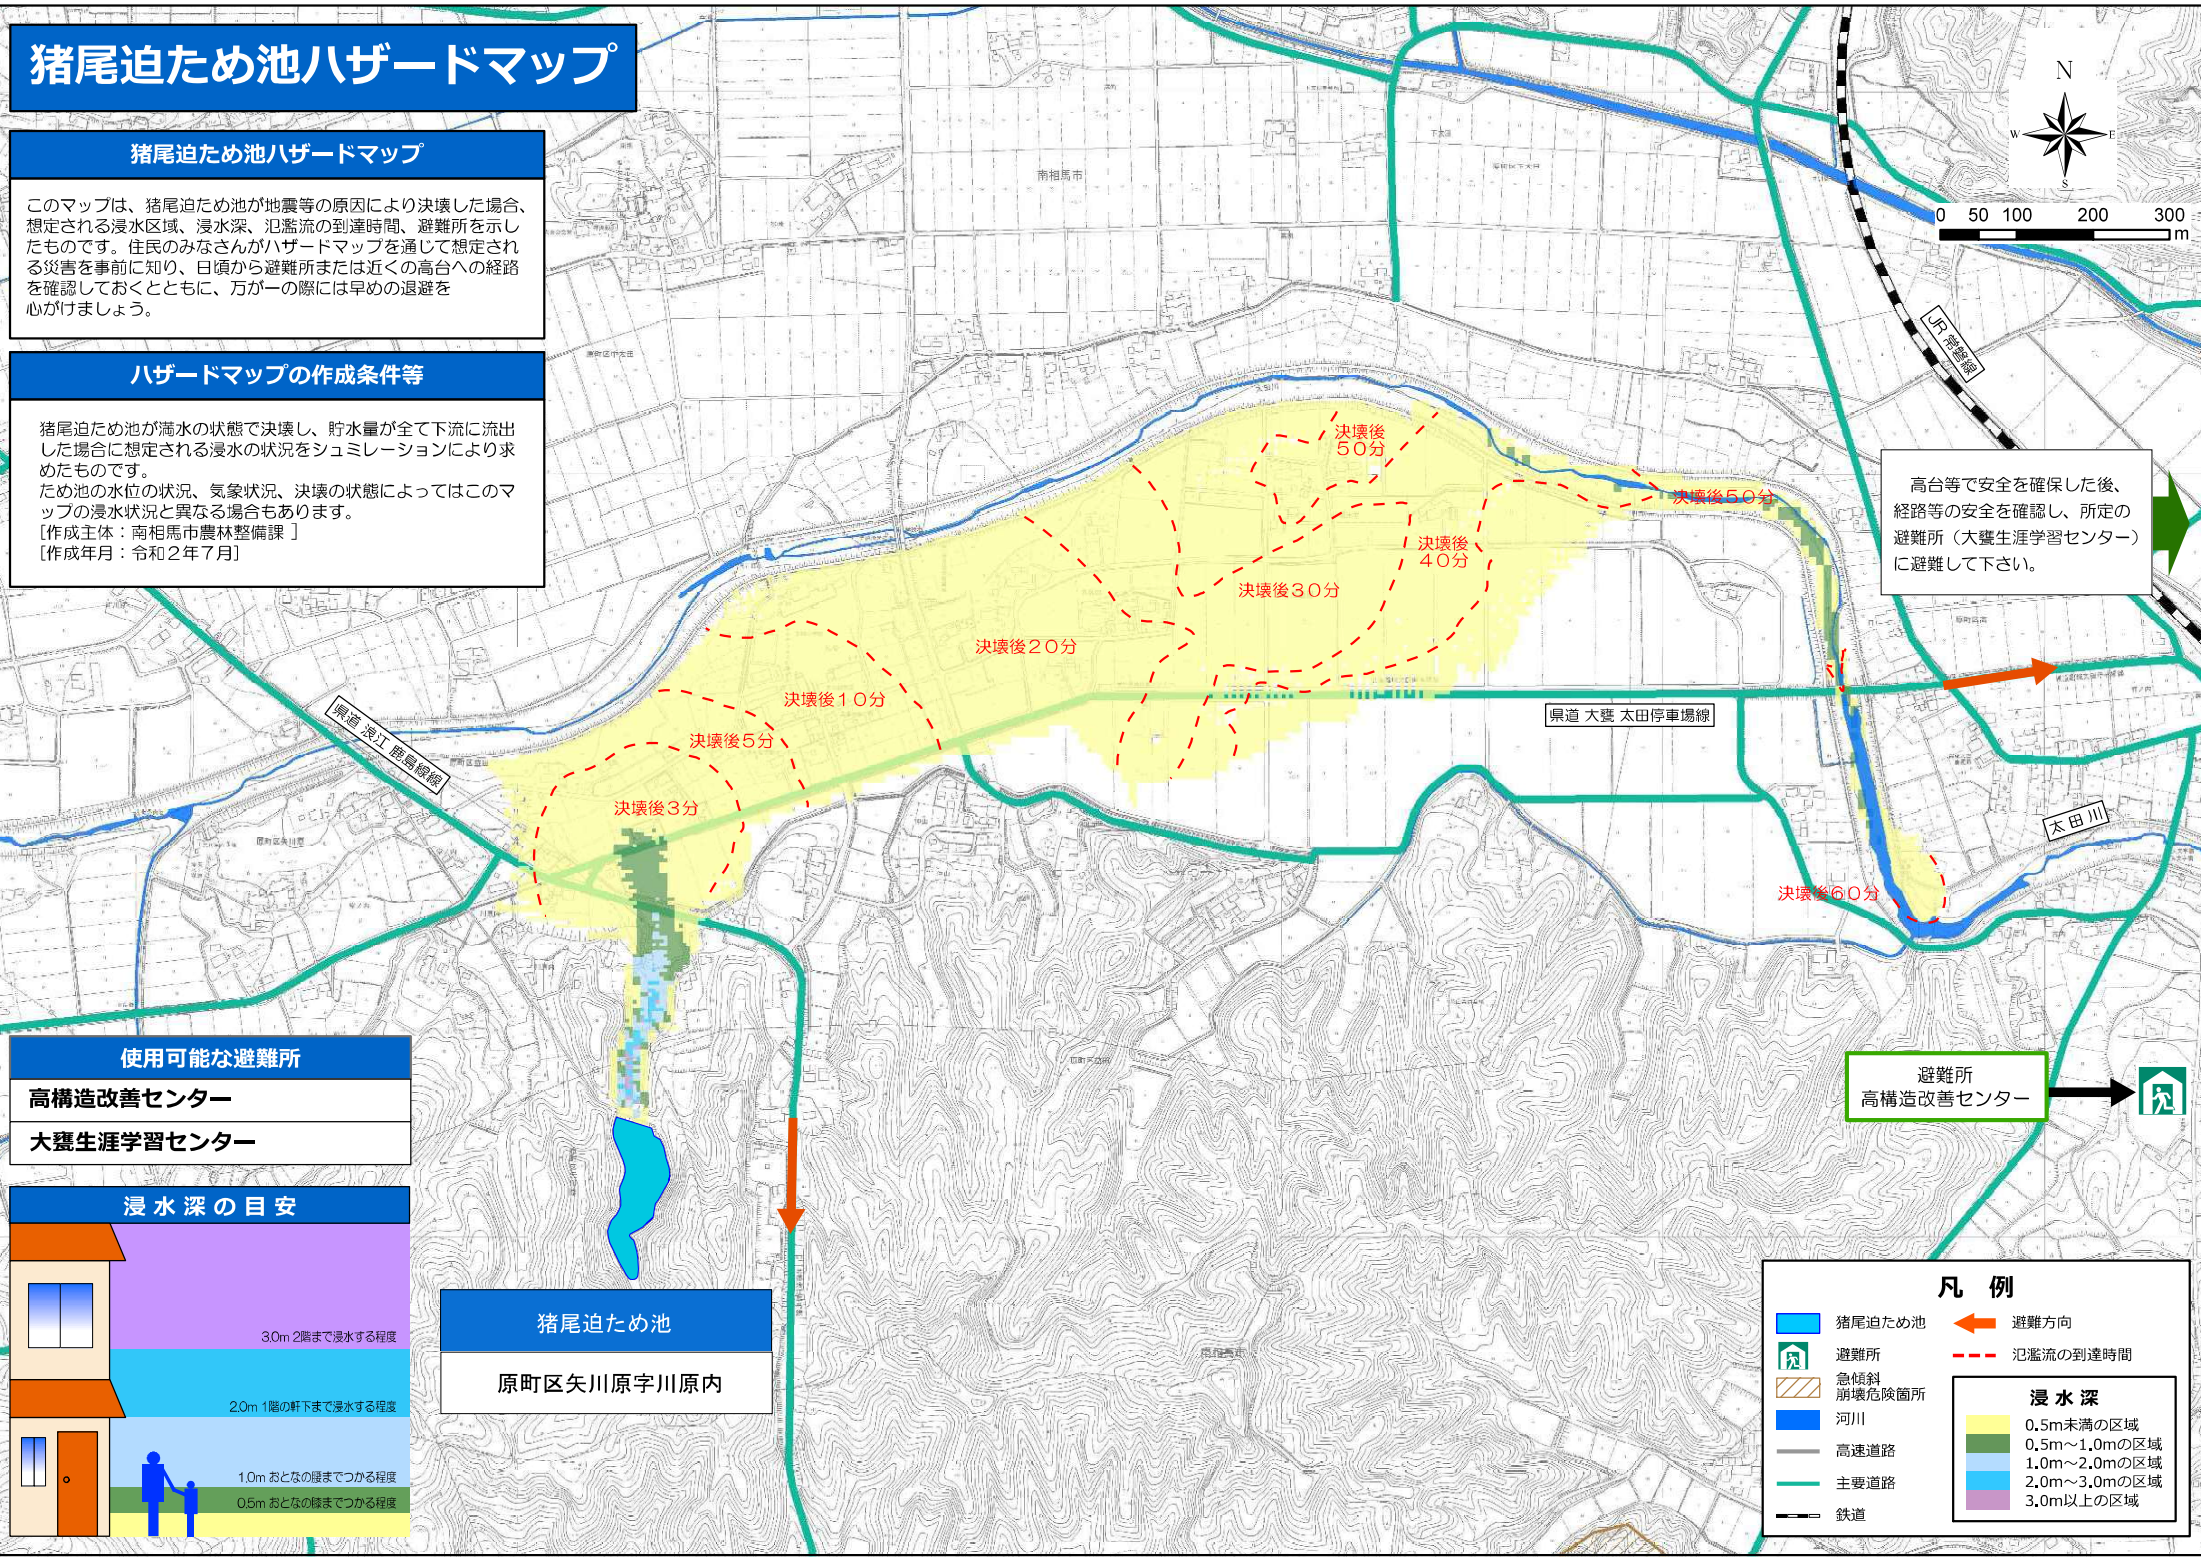 猪尾迫ため池ハザードマップ
猪尾迫ため池ハザードマップ
このマップは、猪尾迫ため池が地震等の原因により決壊した場合、
想定される浸水区域、浸水深、氾濫流の到達時間、避難所を示し
たものです。住民のみなさんがハザードマップを通じて想定され
る災害を事前に知り、日頃から避難所または近くの高台への経路
を確認しておくとともに、万が一の際には早めの退避を
心がけましょう。
ハザードマップの作成条件等
猪尾迫ため池が満水の状態で決壊し、貯水量が全て下流に流出
した場合に想定される浸水の状況をシュミレーションにより求
めたものです。
ため池の水位の状況、気象状況、決壊の状態によってはこのマ
ップの浸水状況と異なる場合もあります。
[作成主体：南相馬市農林整備課 ]
[作成年月：令和２年７月]
N
W
E
S
0 50 100 200 300
m
南相馬市
JR 常磐線
高台等で安全を確保した後、
経路等の安全を確認し、所定の
避難所（大甕生涯学習センター）
に避難して下さい。
決壊後
５０分
決壊後５０分
決壊後
４０分
決壊後３０分
決壊後２０分
決壊後１０分
決壊後５分
決壊後３分
決壊後６０分
県道 浪江 鹿島線線
県道 大甕 太田停車場線
太田川
使用可能な避難所
高構造改善センター
大甕生涯学習センター
避難所
高構造改善センター
浸水深の目安
3.0m 2階まで浸水する程度
2.0m 1階の軒下まで浸水する程度
1.0m おとなの腰までつかる程度
0.5m おとなの膝までつかる程度
猪尾迫ため池
原町区矢川原字川原内
南相馬市
凡 例
猪尾迫ため池
避難所
急傾斜
崩壊危険箇所
河川
高速道路
主要道路
鉄道
避難方向
氾濫流の到達時間
浸水深
0.5m未満の区域
0.5m～1.0mの区域
1.0m～2.0mの区域
2.0m～3.0mの区域
3.0m以上の区域